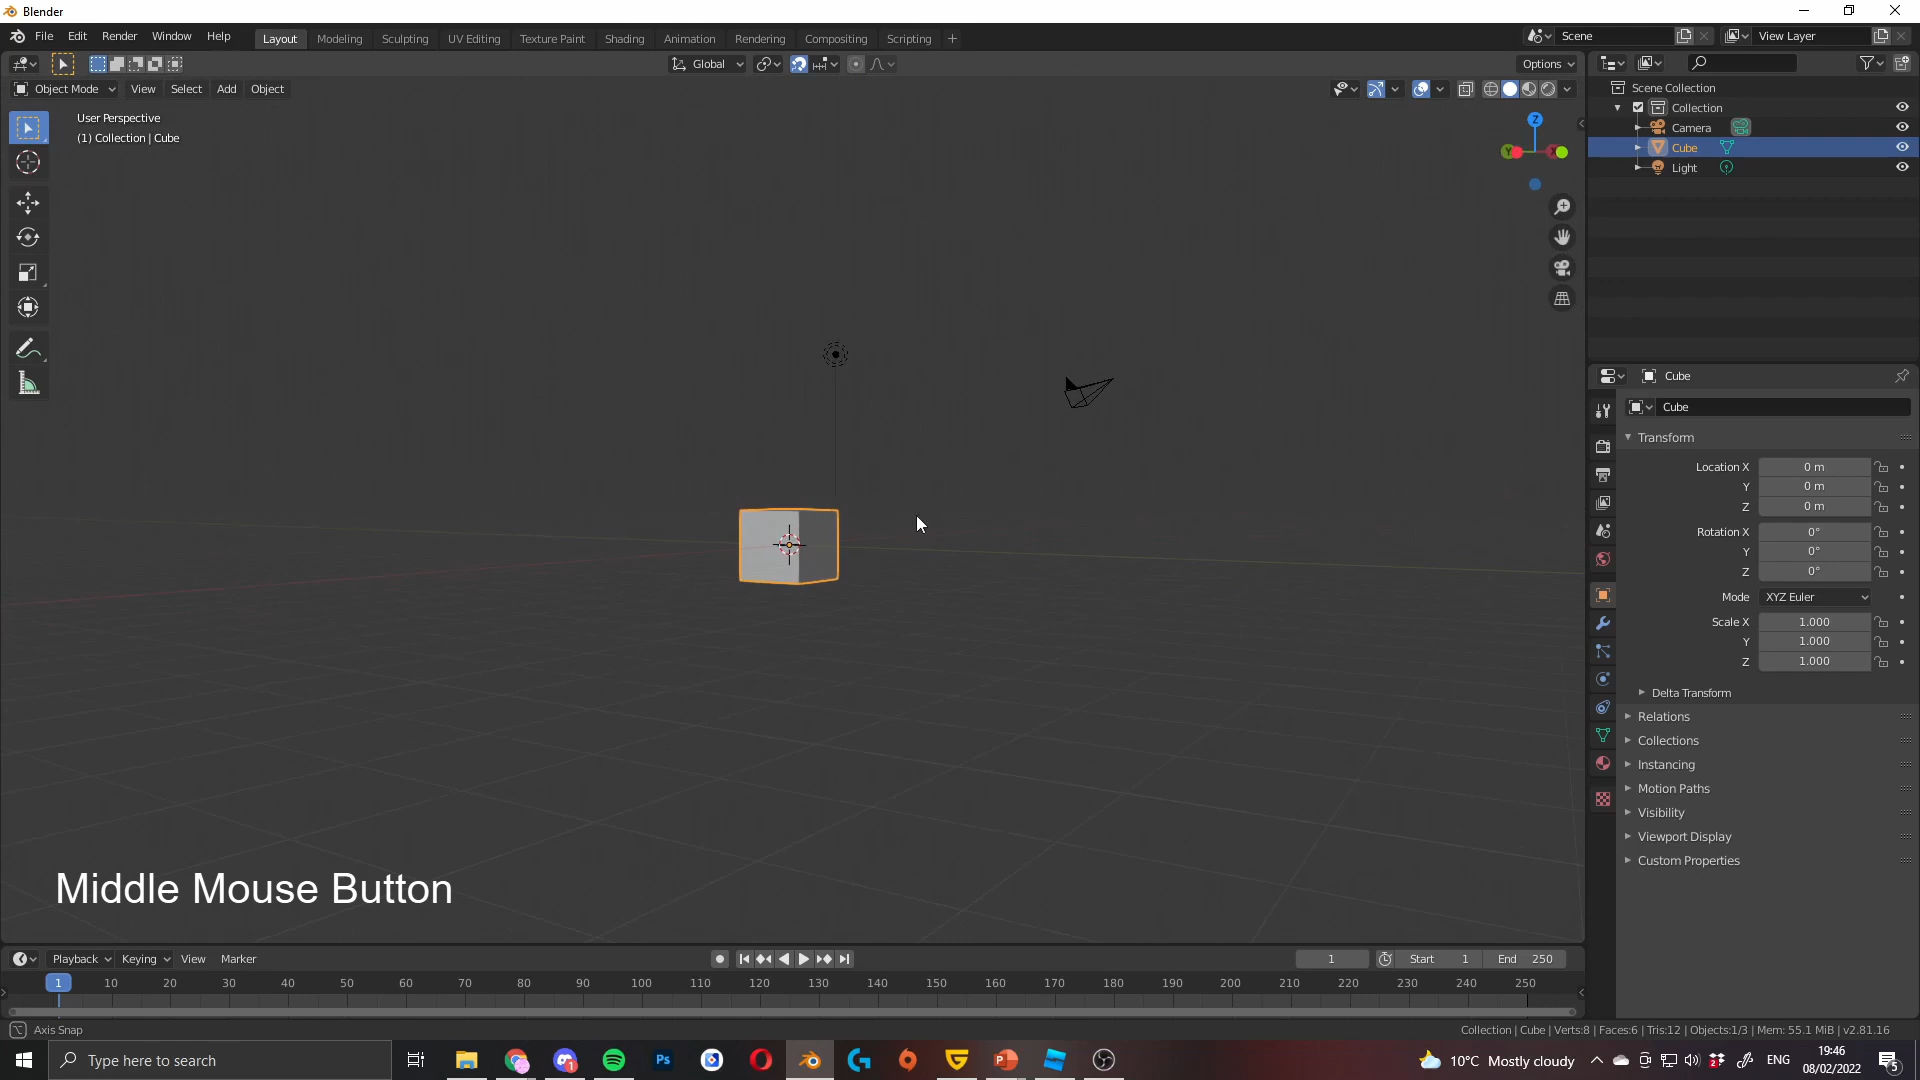 Blender
File Edit Render Window Help Layout Modeling Sculpting UV Editing Texture Paint Shading Animation Rendering Compositing Scripting Scene View Layer
Global Options
Object Mode View Select Add Object
User Perspective
(1) Collection | Cube
Z
Y
X
Scene Collection
Collection
Camera
Cube
Light
Cube
Cube
Transform
Location X 0 m
Y 0 m
Z 0 m
Rotation X 0°
Y 0°
Z 0°
Mode XYZ Euler
Scale X 1.000
Y 1.000
Z 1.000
Delta Transform
Relations
Collections
Instancing
Motion Paths
Visibility
Viewport Display
Custom Properties
Middle Mouse Button
Playback Keying View Marker 1 Start 1 End 250
1 10 20 30 40 50 60 70 80 90 100 110 120 130 140 150 160 170 180 190 200 210 220 230 240 250
Axis Snap Collection | Cube | Verts:8 | Faces:6 | Tris:12 | Objects:1/3 | Mem: 55.1 MiB | v2.81.16
Type here to search Ps 10°C Mostly cloudy ENG 19:46
08/02/2022 5